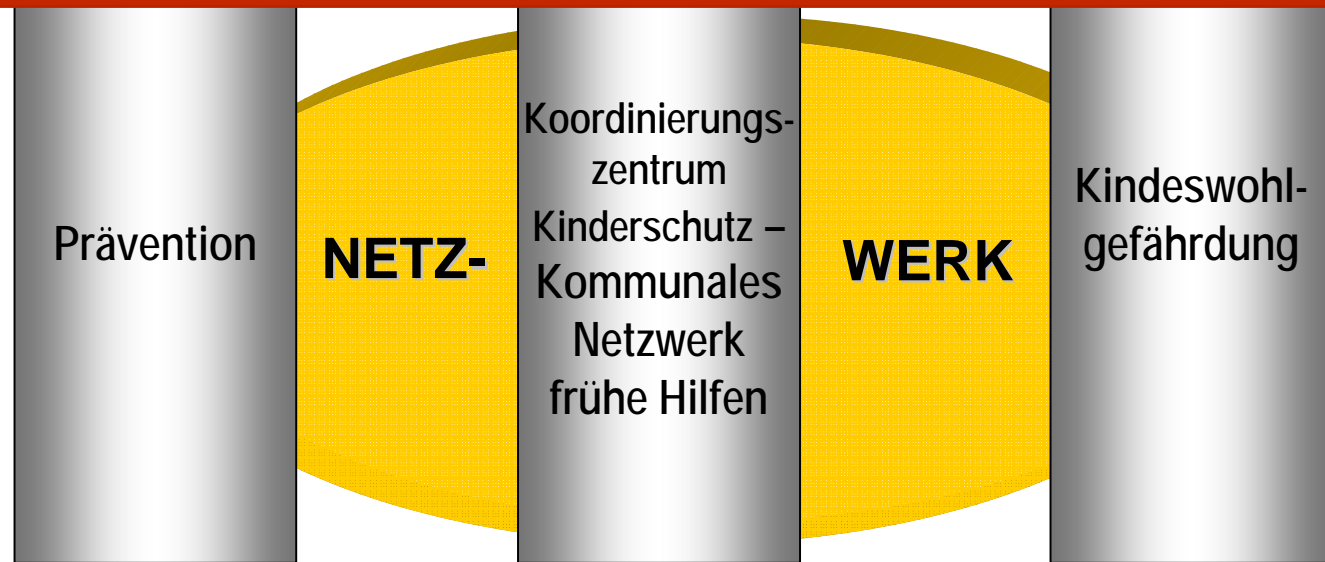 Prävention
NETZ-
Koordinierungs-
zentrum
Kinderschutz –
Kommunales
Netzwerk
frühe Hilfen
WERK
Kindeswohl-
gefährdung